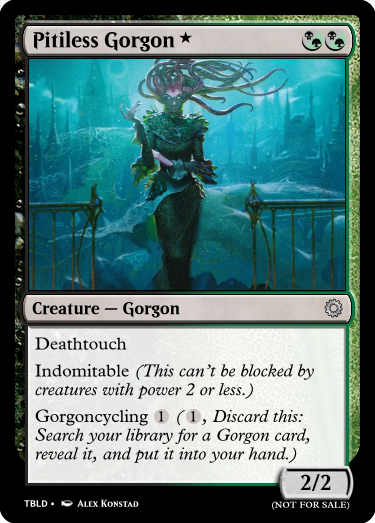 Pitiless Gorgon ★
Creature — Gorgon
Deathtouch
Indomitable (This can't be blocked by
creatures with power 2 or less.)
Gorgoncycling 1 (1, Discard this:
Search your library for a Gorgon card,
reveal it, and put it into your hand.)
2/2
TBLD • Alex Konstad
(NOT FOR SALE)